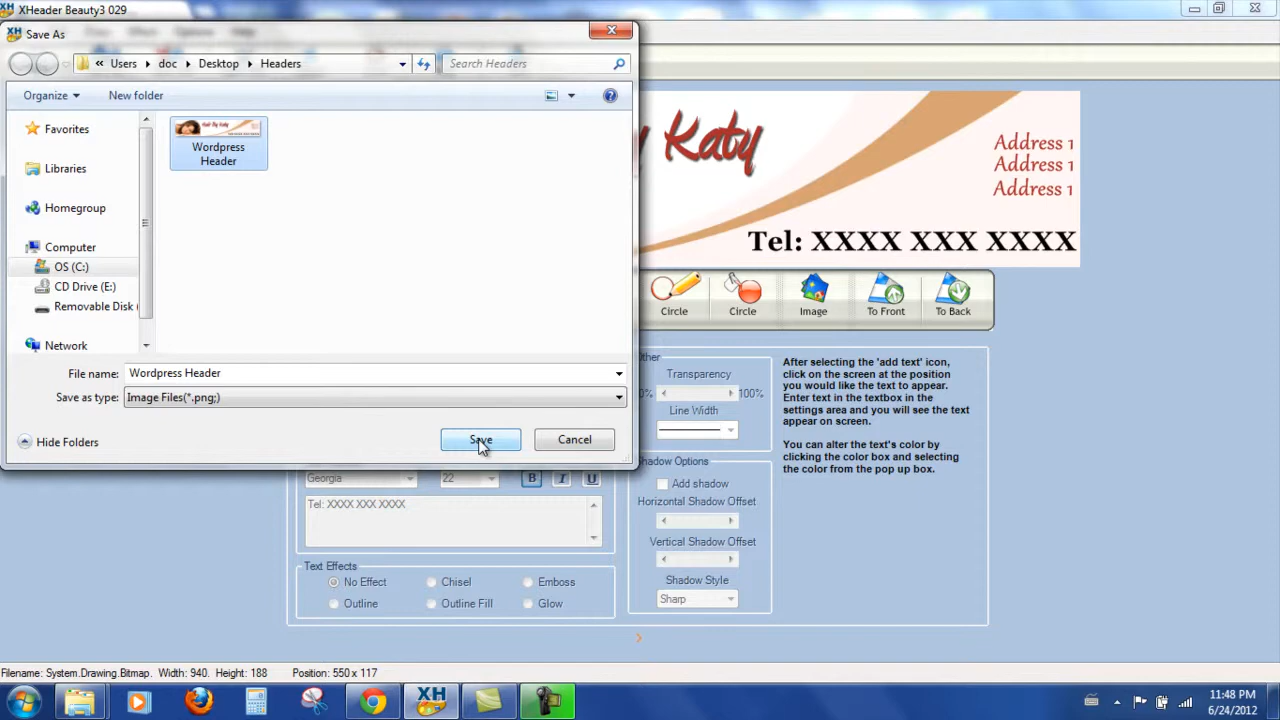 XHeader Beauty3 029
Save As
Users
doc
Desktop
Headers
Search Headers
Organize
New folder
Favorites
Libraries
Homegroup
Computer
OS (C:)
CD Drive (E:)
Removable Disk
Network
Wordpress
Header
File name:
Wordpress Header
Save as type:
Image Files(*.png;)
Hide Folders
Save
Cancel
Katy
Address 1
Address 1
Address 1
Tel: XXXX XXX XXXX
Circle
Circle
Image
To Front
To Back
Transparency
100%
Line Width
Shadow Options
Add shadow
Horizontal Shadow Offset
Vertical Shadow Offset
Shadow Style
Sharp
After selecting the 'add text' icon,
click on the screen at the position
you would like the text to appear.
Enter text in the textbox in the
settings area and you will see the text
appear on screen.
You can alter the text's color by
clicking the color box and selecting
the color from the pop up box.
Georgia
22
B
I
U
Tel: XXXX XXX XXXX
Text Effects
No Effect
Chisel
Emboss
Outline
Outline Fill
Glow
Filename: System.Drawing.Bitmap. Width: 940. Height: 188
Position: 550 x 117
XH
11:48 PM
6/24/2012